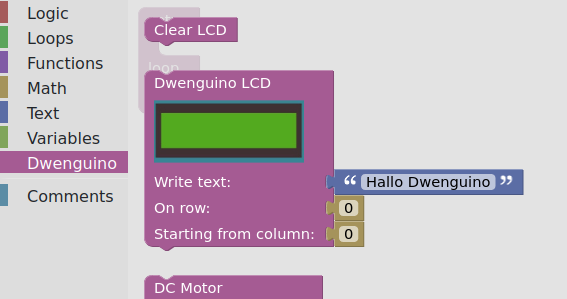 Logic
Loops
Functions
Math
Text
Variables
Dwenguino
Comments
Clear LCD
loop
Dwenguino LCD
Write text: “ Hallo Dwenguino ”
On row: 0
Starting from column: 0
DC Motor